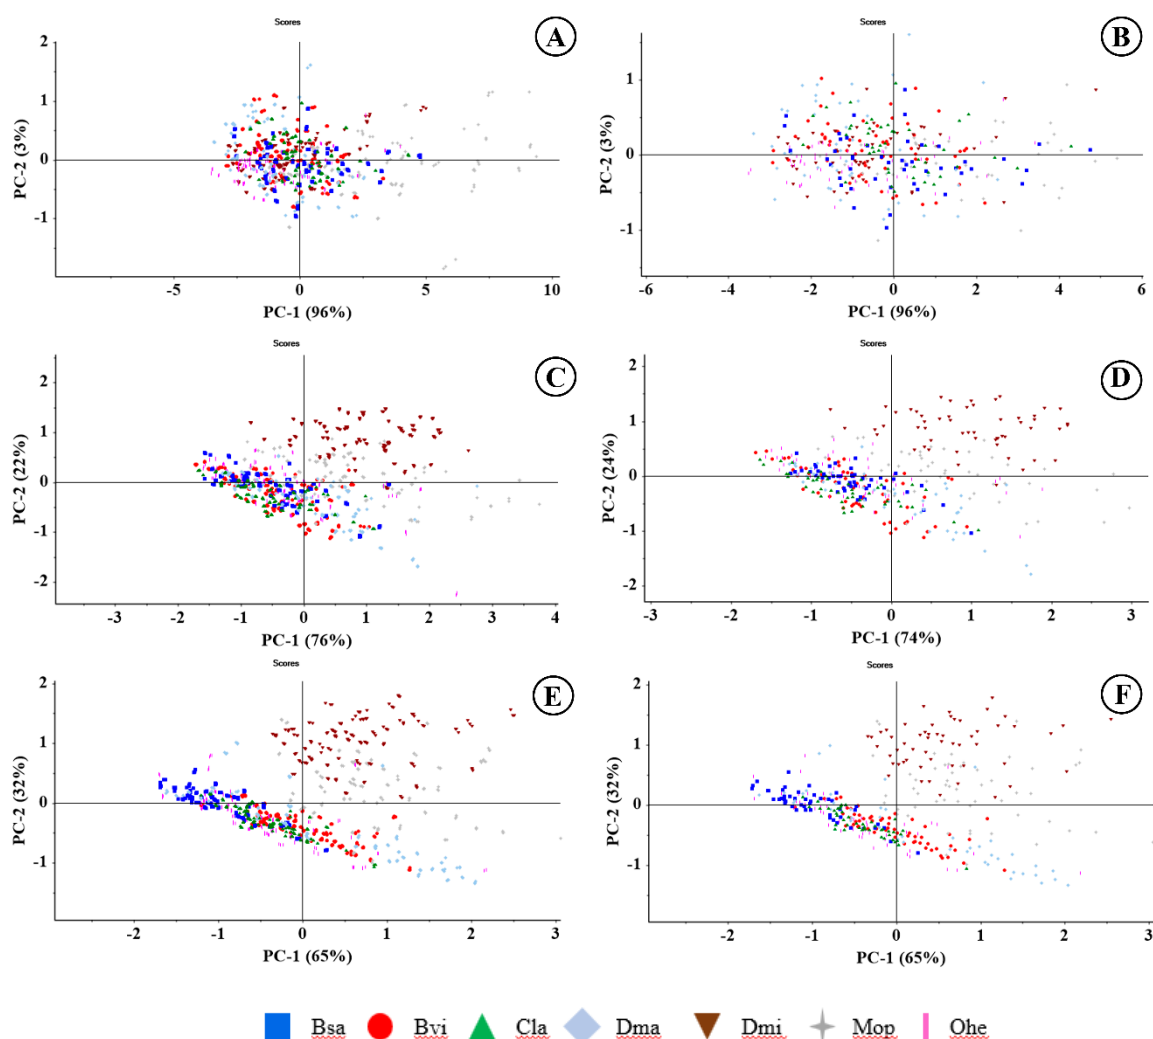 Scores
A
2
1
0
-1
PC-2 (3%)
-5
0
5
10
PC-1 (96%)
Scores
B
1
0
-1
PC-2 (3%)
-6
-4
-2
0
2
4
6
PC-1 (96%)
Scores
C
2
1
0
-1
-2
PC-2 (22%)
-3
-2
-1
0
1
2
3
4
PC-1 (76%)
Scores
D
2
1
0
-1
-2
PC-2 (24%)
-3
-2
-1
0
1
2
3
PC-1 (74%)
Scores
E
2
1
0
-1
PC-2 (32%)
-2
-1
0
1
2
3
PC-1 (65%)
Scores
F
2
1
0
-1
PC-2 (32%)
-2
-1
0
1
2
3
PC-1 (65%)
Bsa Bvi Cla Dma Dmi Mop Ohe